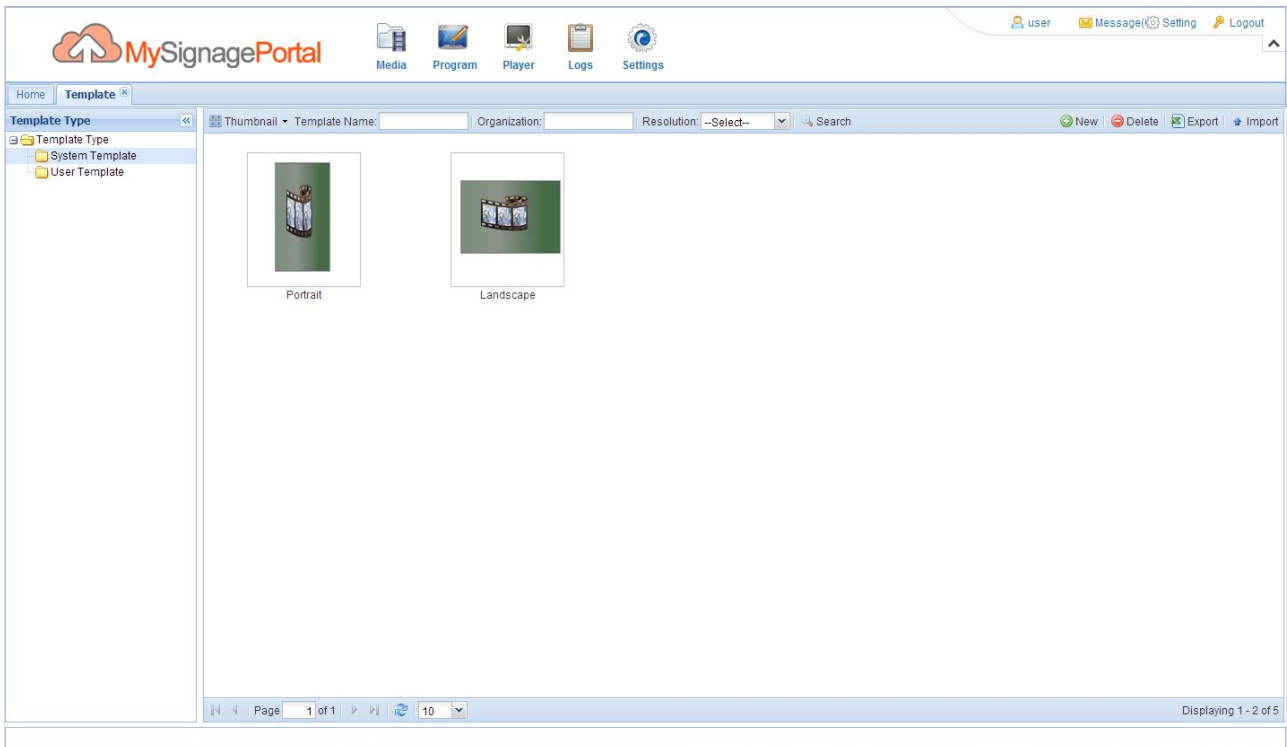 MySignagePortal
Media Program Player Logs Settings
user Message( Setting Logout
Home Template
Template Type
Template Type
System Template
User Template
Thumbnail Template Name: Organization: Resolution: --Select-- Search New Delete Export Import
Portrait Landscape
Page 1 of 1 10 Displaying 1 - 2 of 5